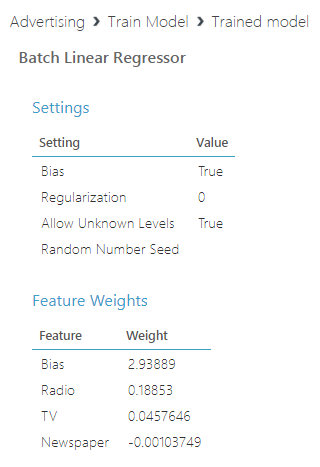 Advertising > Train Model > Trained model
Batch Linear Regressor
Settings
Setting Value
Bias True
Regularization 0
Allow Unknown Levels True
Random Number Seed
Feature Weights
Feature Weight
Bias 2.93889
Radio 0.18853
TV 0.0457646
Newspaper -0.00103749